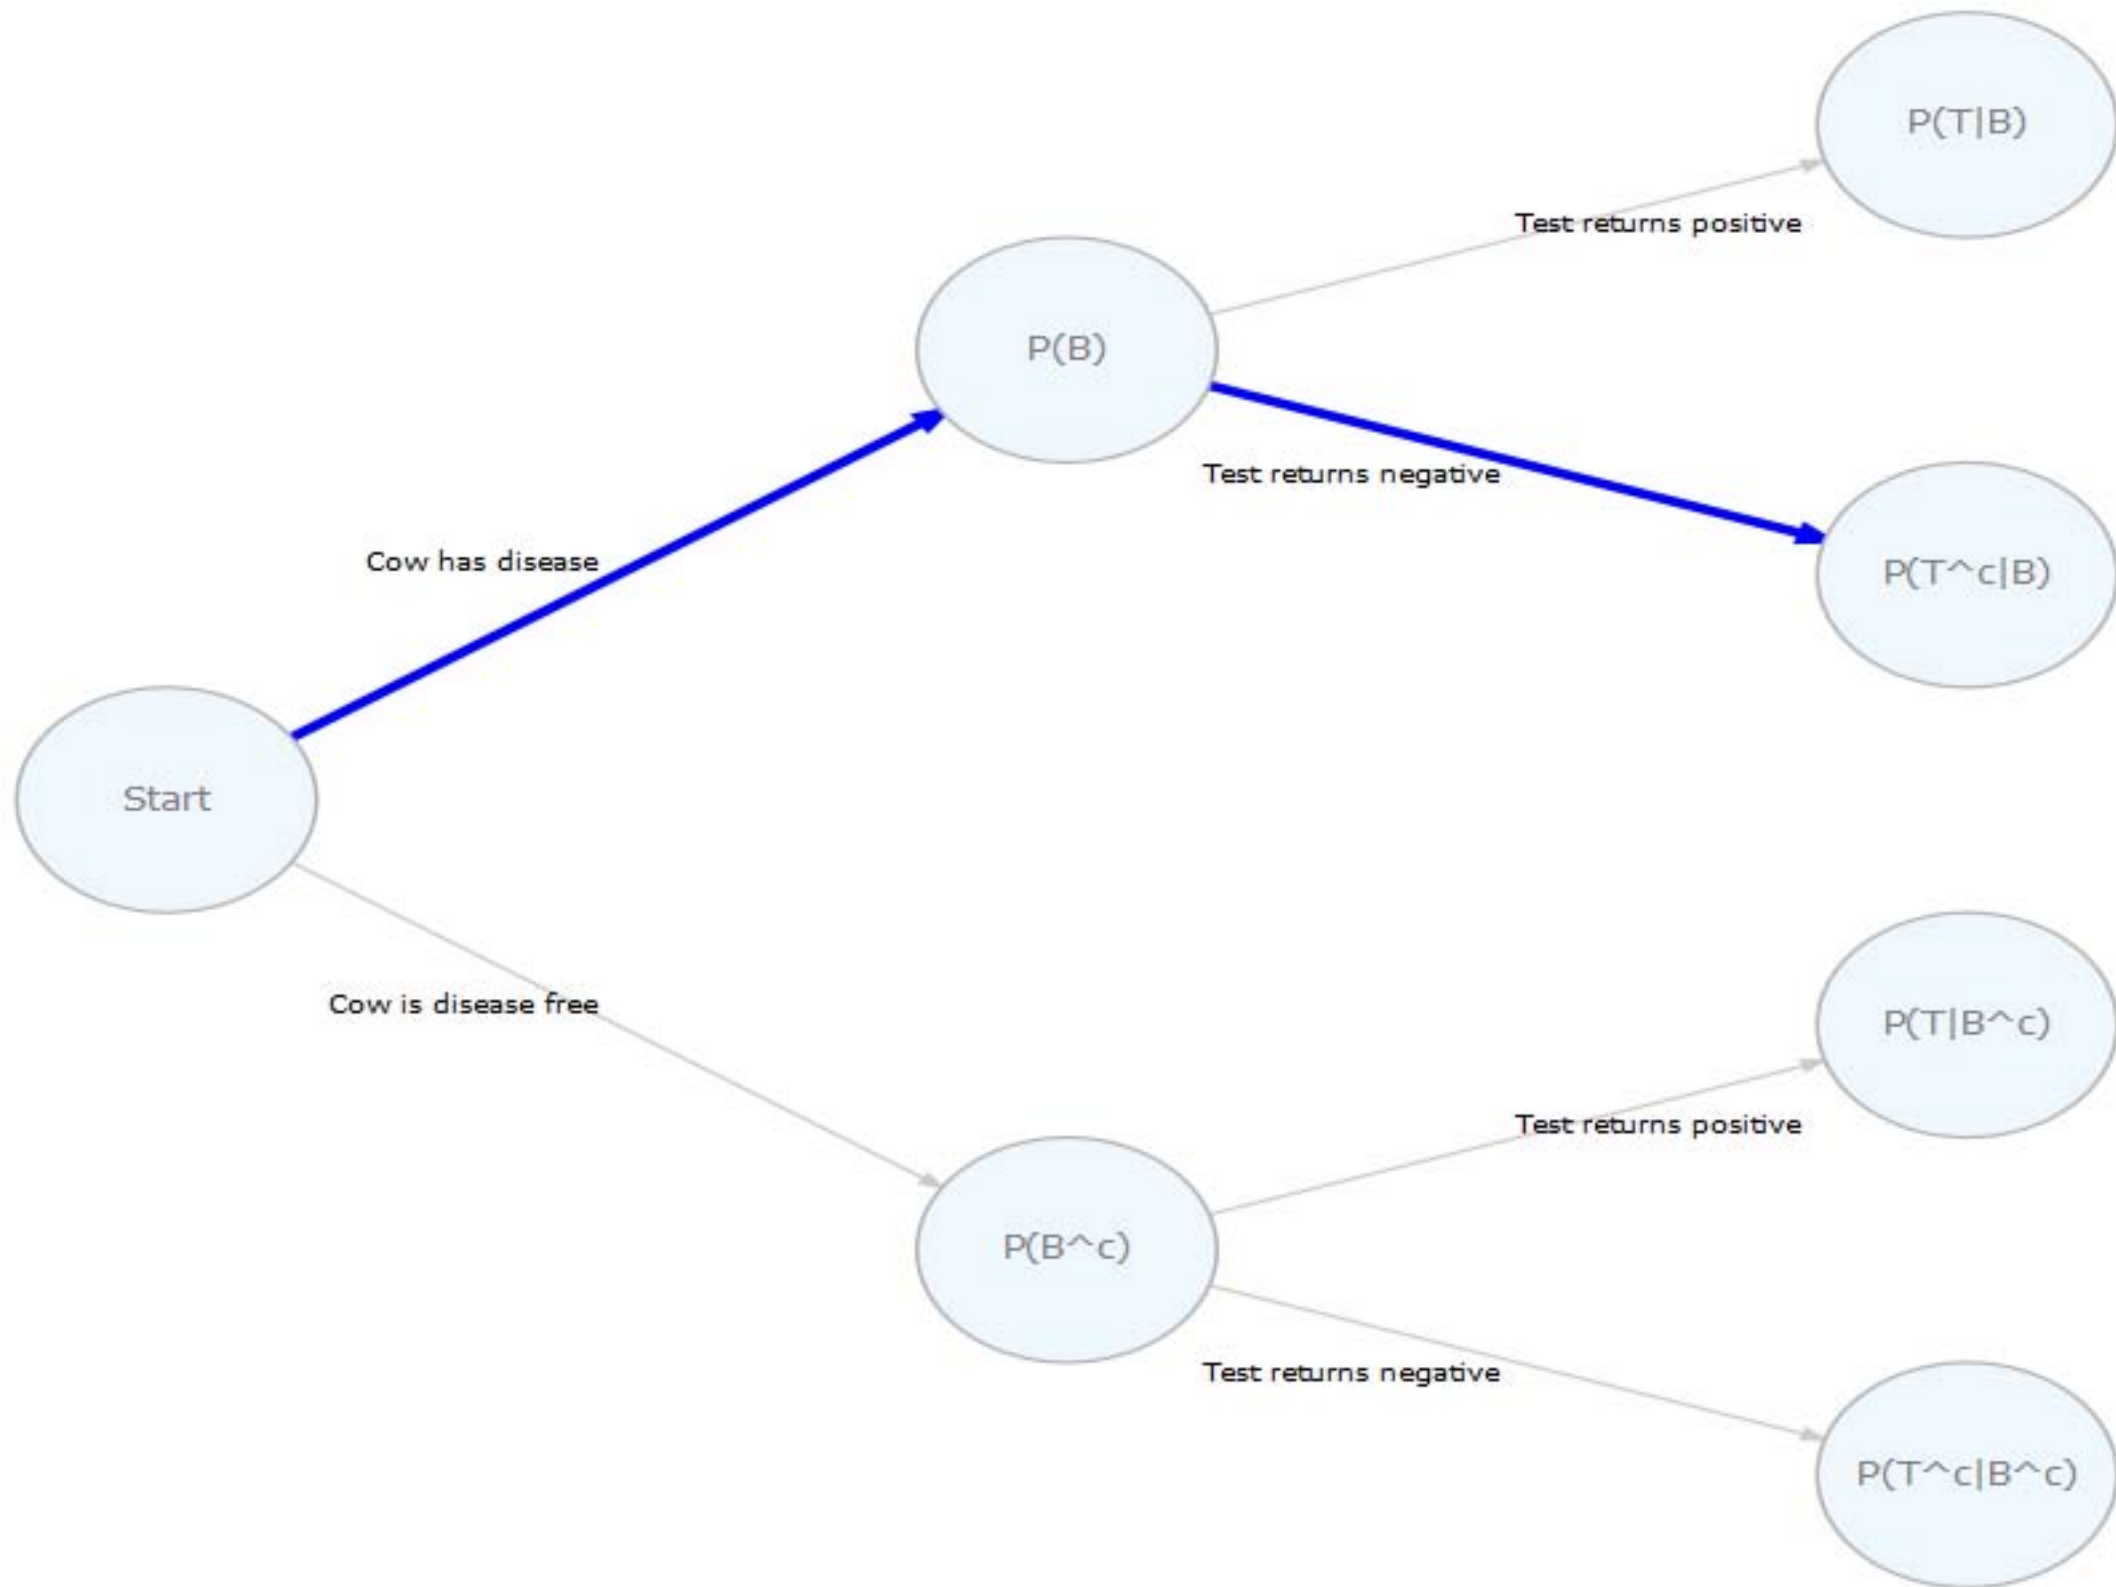 P(T|B)
Test returns positive
P(B)
Test returns negative
Cow has disease
P(T^c|B)
Start
Cow is disease free
P(T|B^c)
Test returns positive
P(B^c)
Test returns negative
P(T^c|B^c)